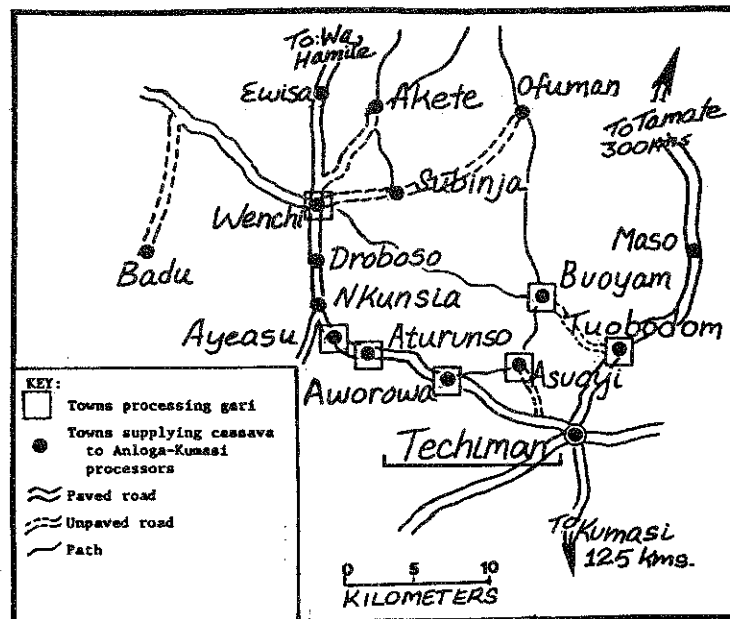 To: Wa,
Hamile
Ewisa
Akete
Ofuman
To Tamale
300kms
Subinja
Wenchi
Badu
Droboso
Maso
Buoyam
Nkunsia
Tuobodom
Ayeasu
Aturunso
Asuoyi
Aworowa
Techiman
KEY:
Towns processing gari
Towns supplying cassava
to Anloga-Kumasi
processors
Paved road
Unpaved road
Path
To
Kumasi
125 kms.
0 5 10
KILOMETERS